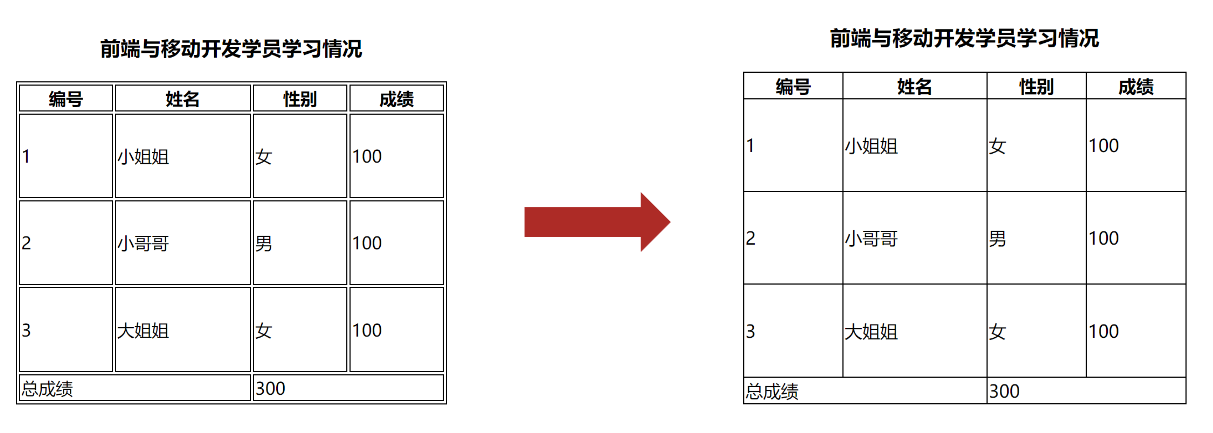 前端与移动开发学员学习情况
编号 姓名 性别 成绩
1 小姐姐 女 100
2 小哥哥 男 100
3 大姐姐 女 100
总成绩 300
前端与移动开发学员学习情况
编号 姓名 性别 成绩
1 小姐姐 女 100
2 小哥哥 男 100
3 大姐姐 女 100
总成绩 300